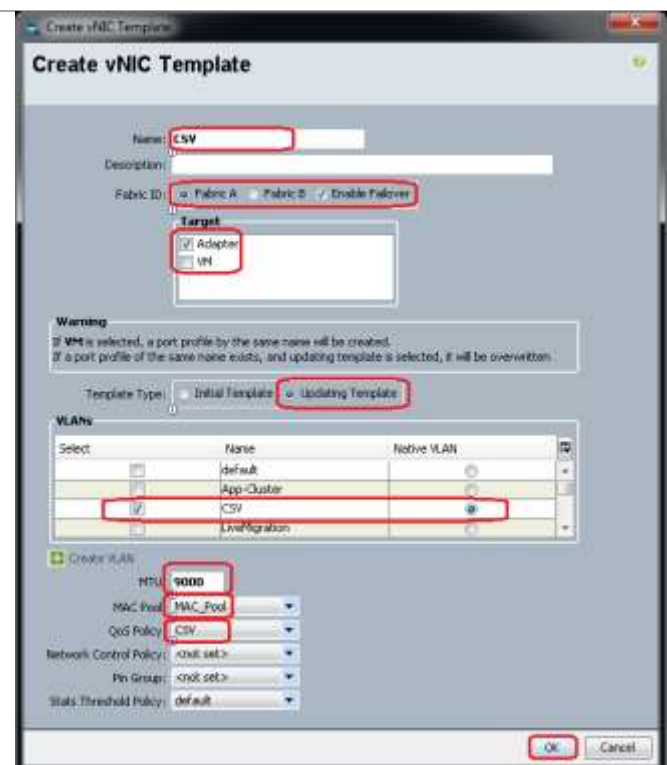 Create vNIC Template
Create vNIC Template
Name: CSV
Description:
Fabric ID: Fabric A Fabric B Enable Failover
Target
Adapter
VM
Warning
If VM is selected, a port profile by the same name will be created.
If a port profile of the same name exists, and updating template is selected, it will be overwritten
Template Type: Initial Template Updating Template
VLANs
Select Name Native VLAN
default
App-Cluster
CSV
LiveMigration
Create VLAN
MTU 9000
MAC Pool MAC_Pool
QoS Policy CSV
Network Control Policy: <not set>
Pin Group: <not set>
Stats Threshold Policy: default
OK Cancel